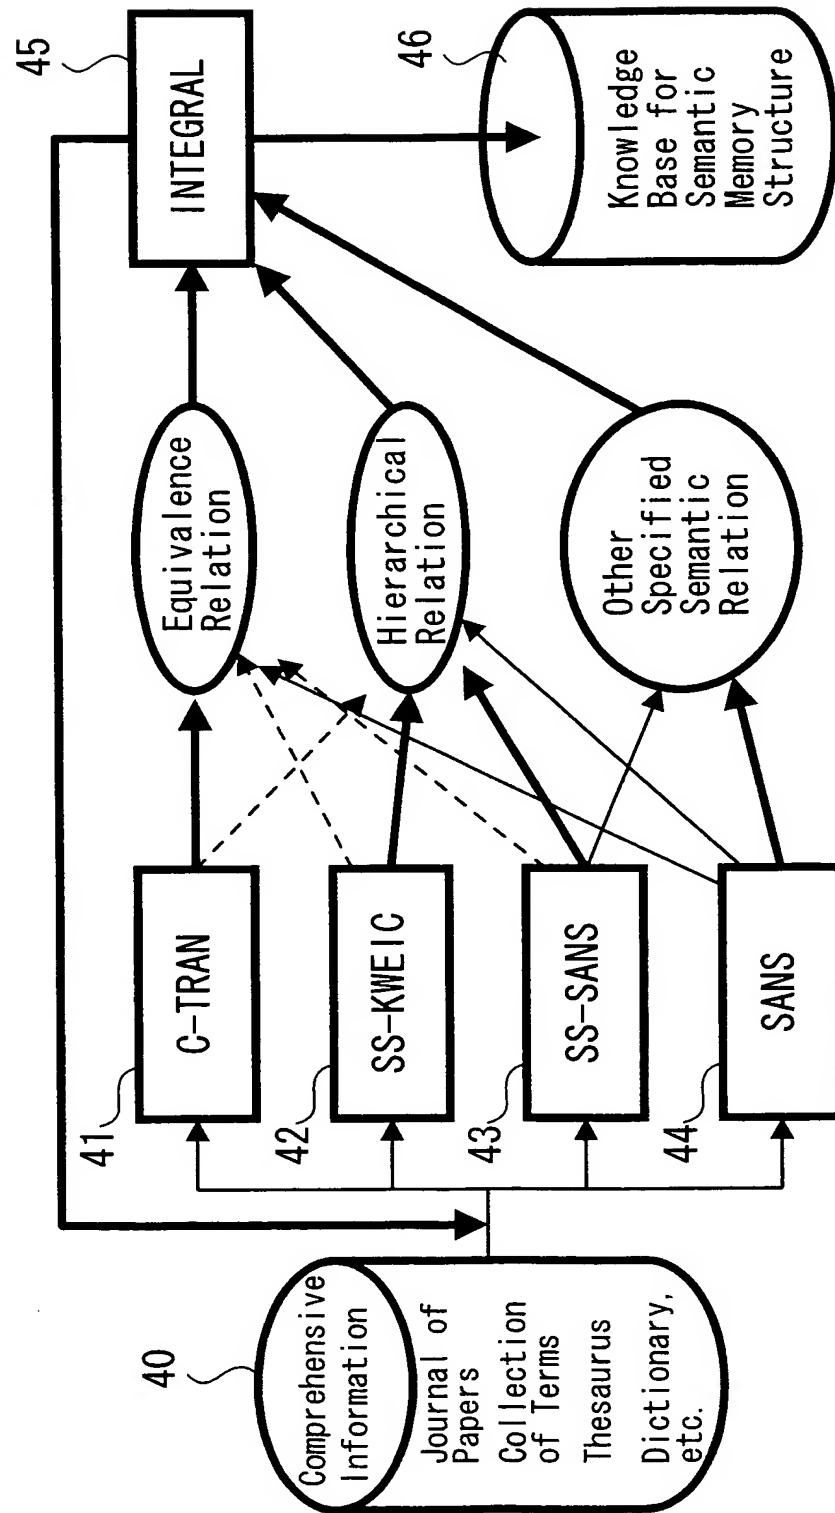 40
Comprehensive
Information
Journal of
Papers
Collection
of Terms
Thesaurus
Dictionary,
etc.
41
C-TRAN
42
SS-KWEIC
43
SS-SANS
44
SANS
Equivalence
Relation
Hierarchical
Relation
Other
Specified
Semantic
Relation
45
INTEGRAL
46
Knowledge
Base for
Semantic
Memory
Structure